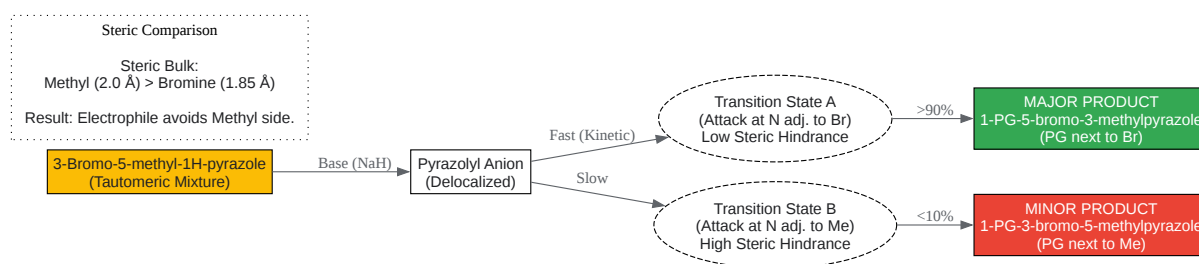 Steric Comparison
Steric Bulk:
Methyl (2.0 Å) > Bromine (1.85 Å)
Result: Electrophile avoids Methyl side.
3-Bromo-5-methyl-1H-pyrazole
(Tautomeric Mixture)
Base (NaH)
Pyrazolyl Anion
(Delocalized)
Fast (Kinetic)
Slow
Transition State A
(Attack at N adj. to Br)
Low Steric Hindrance
>90%
MAJOR PRODUCT
1-PG-5-bromo-3-methylpyrazole
(PG next to Br)
Transition State B
(Attack at N adj. to Me)
High Steric Hindrance
<10%
MINOR PRODUCT
1-PG-3-bromo-5-methylpyrazole
(PG next to Me)